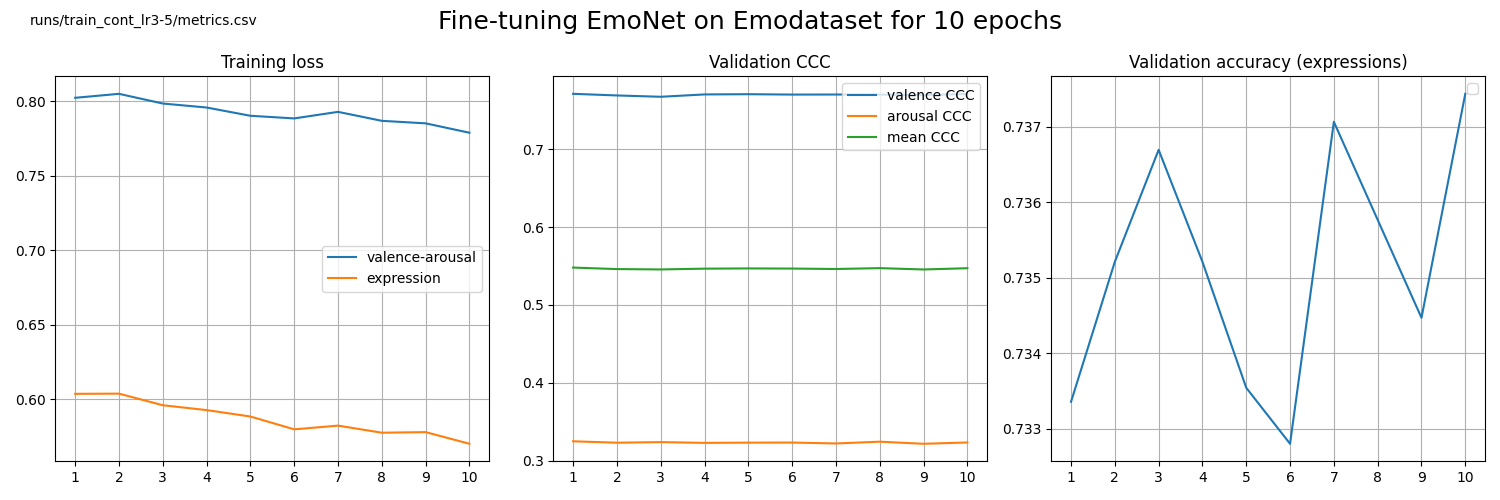 runs/train_cont_lr3-5/metrics.csv
Fine-tuning EmoNet on Emodataset for 10 epochs
Training loss
0.80
0.75
0.70
0.65
0.60
valence-arousal
expression
1 2 3 4 5 6 7 8 9 10
Validation CCC
0.7
0.6
0.5
0.4
0.3
valence CCC
arousal CCC
mean CCC
1 2 3 4 5 6 7 8 9 10
Validation accuracy (expressions)
0.737
0.736
0.735
0.734
0.733
1 2 3 4 5 6 7 8 9 10